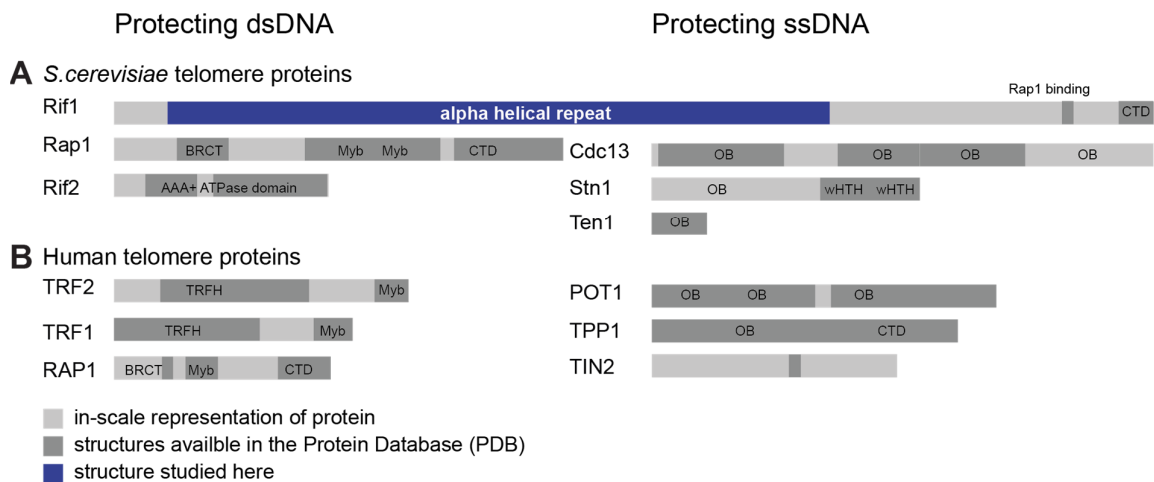 Protecting dsDNA
Protecting ssDNA
A S.cerevisiae telomere proteins
Rap1 binding
Rif1 alpha helical repeat CTD
Rap1 BRCT Myb Myb CTD
Cdc13 OB OB OB OB
Rif2 AAA+ ATPase domain
Stn1 OB wHTH wHTH
Ten1 OB
B Human telomere proteins
TRF2 TRFH Myb
POT1 OB OB OB
TRF1 TRFH Myb
TPP1 OB CTD
RAP1 BRCT Myb CTD
TIN2
in-scale representation of protein
structures availble in the Protein Database (PDB)
structure studied here